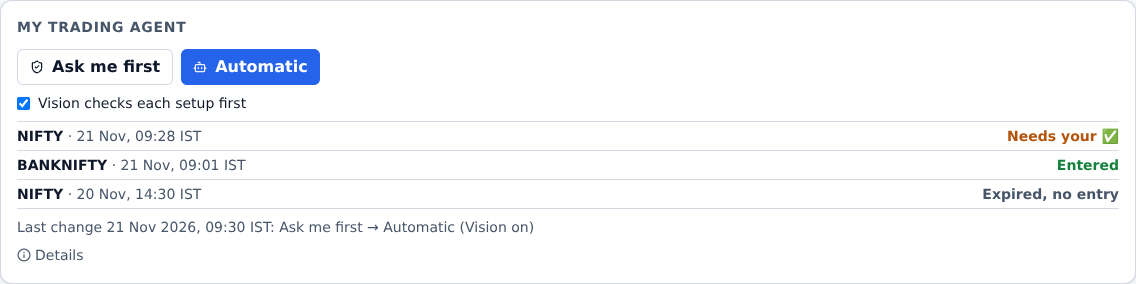 MY TRADING AGENT
Ask me first Automatic
Vision checks each setup first
NIFTY · 21 Nov, 09:28 IST Needs your ✅
BANKNIFTY · 21 Nov, 09:01 IST Entered
NIFTY · 20 Nov, 14:30 IST Expired, no entry
Last change 21 Nov 2026, 09:30 IST: Ask me first → Automatic (Vision on)
Details